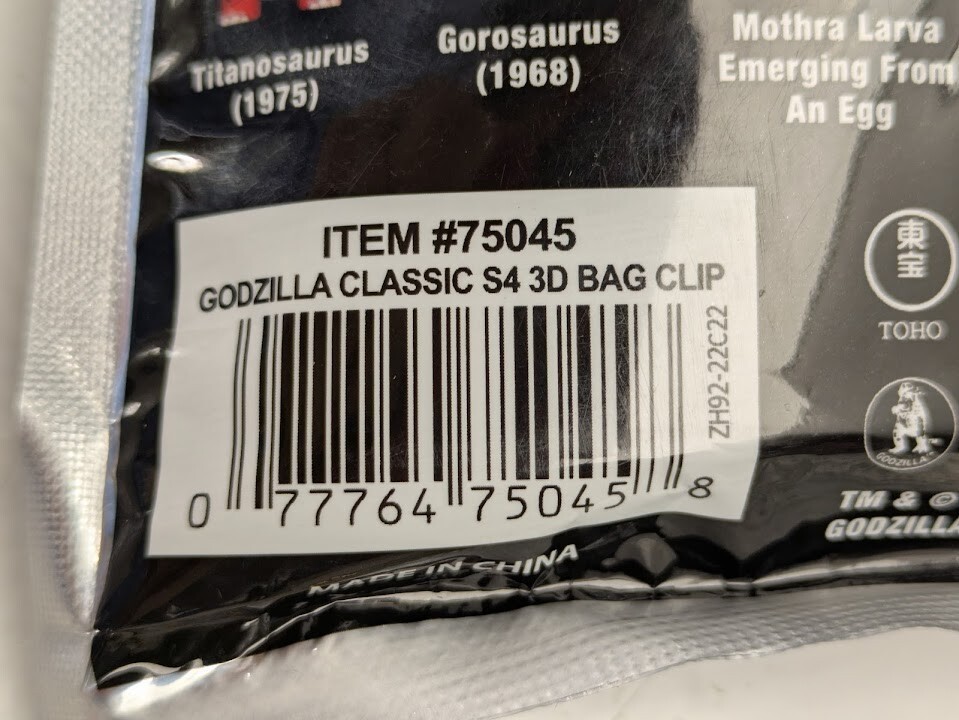 Titanosaurus
(1975)
Gorosaurus
(1968)
Mothra Larva
Emerging From
An Egg
ITEM #75045
GODZILLA CLASSIC S4 3D BAG CLIP
ZH92-22C22
0 77764 75045 8
MADE IN CHINA
東宝
TOHO
GODZILLA
TM & ©
GODZILLA